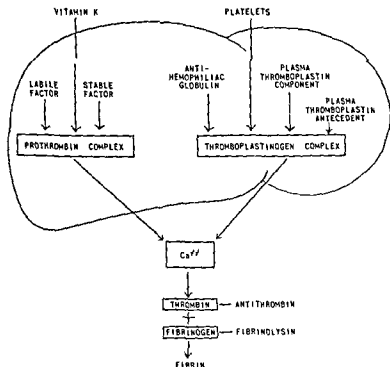 VITAMIN K
PLATELETS
ANTI-
HEMOPHILIAC
GLOBULIN
PLASMA
THROMBOPLASTIN
COMPONENT
LABILE
FACTOR
STABLE
FACTOR
PLASMA
THROMBOPLASTIN
ANTECEDENT
PROTHROMBIN COMPLEX
THROMBOPLASTINOGEN COMPLEX
Ca++
THROMBIN
ANTITHROMBIN
+
FIBRINOGEN
FIBRINOLYSIN
FIBRIN